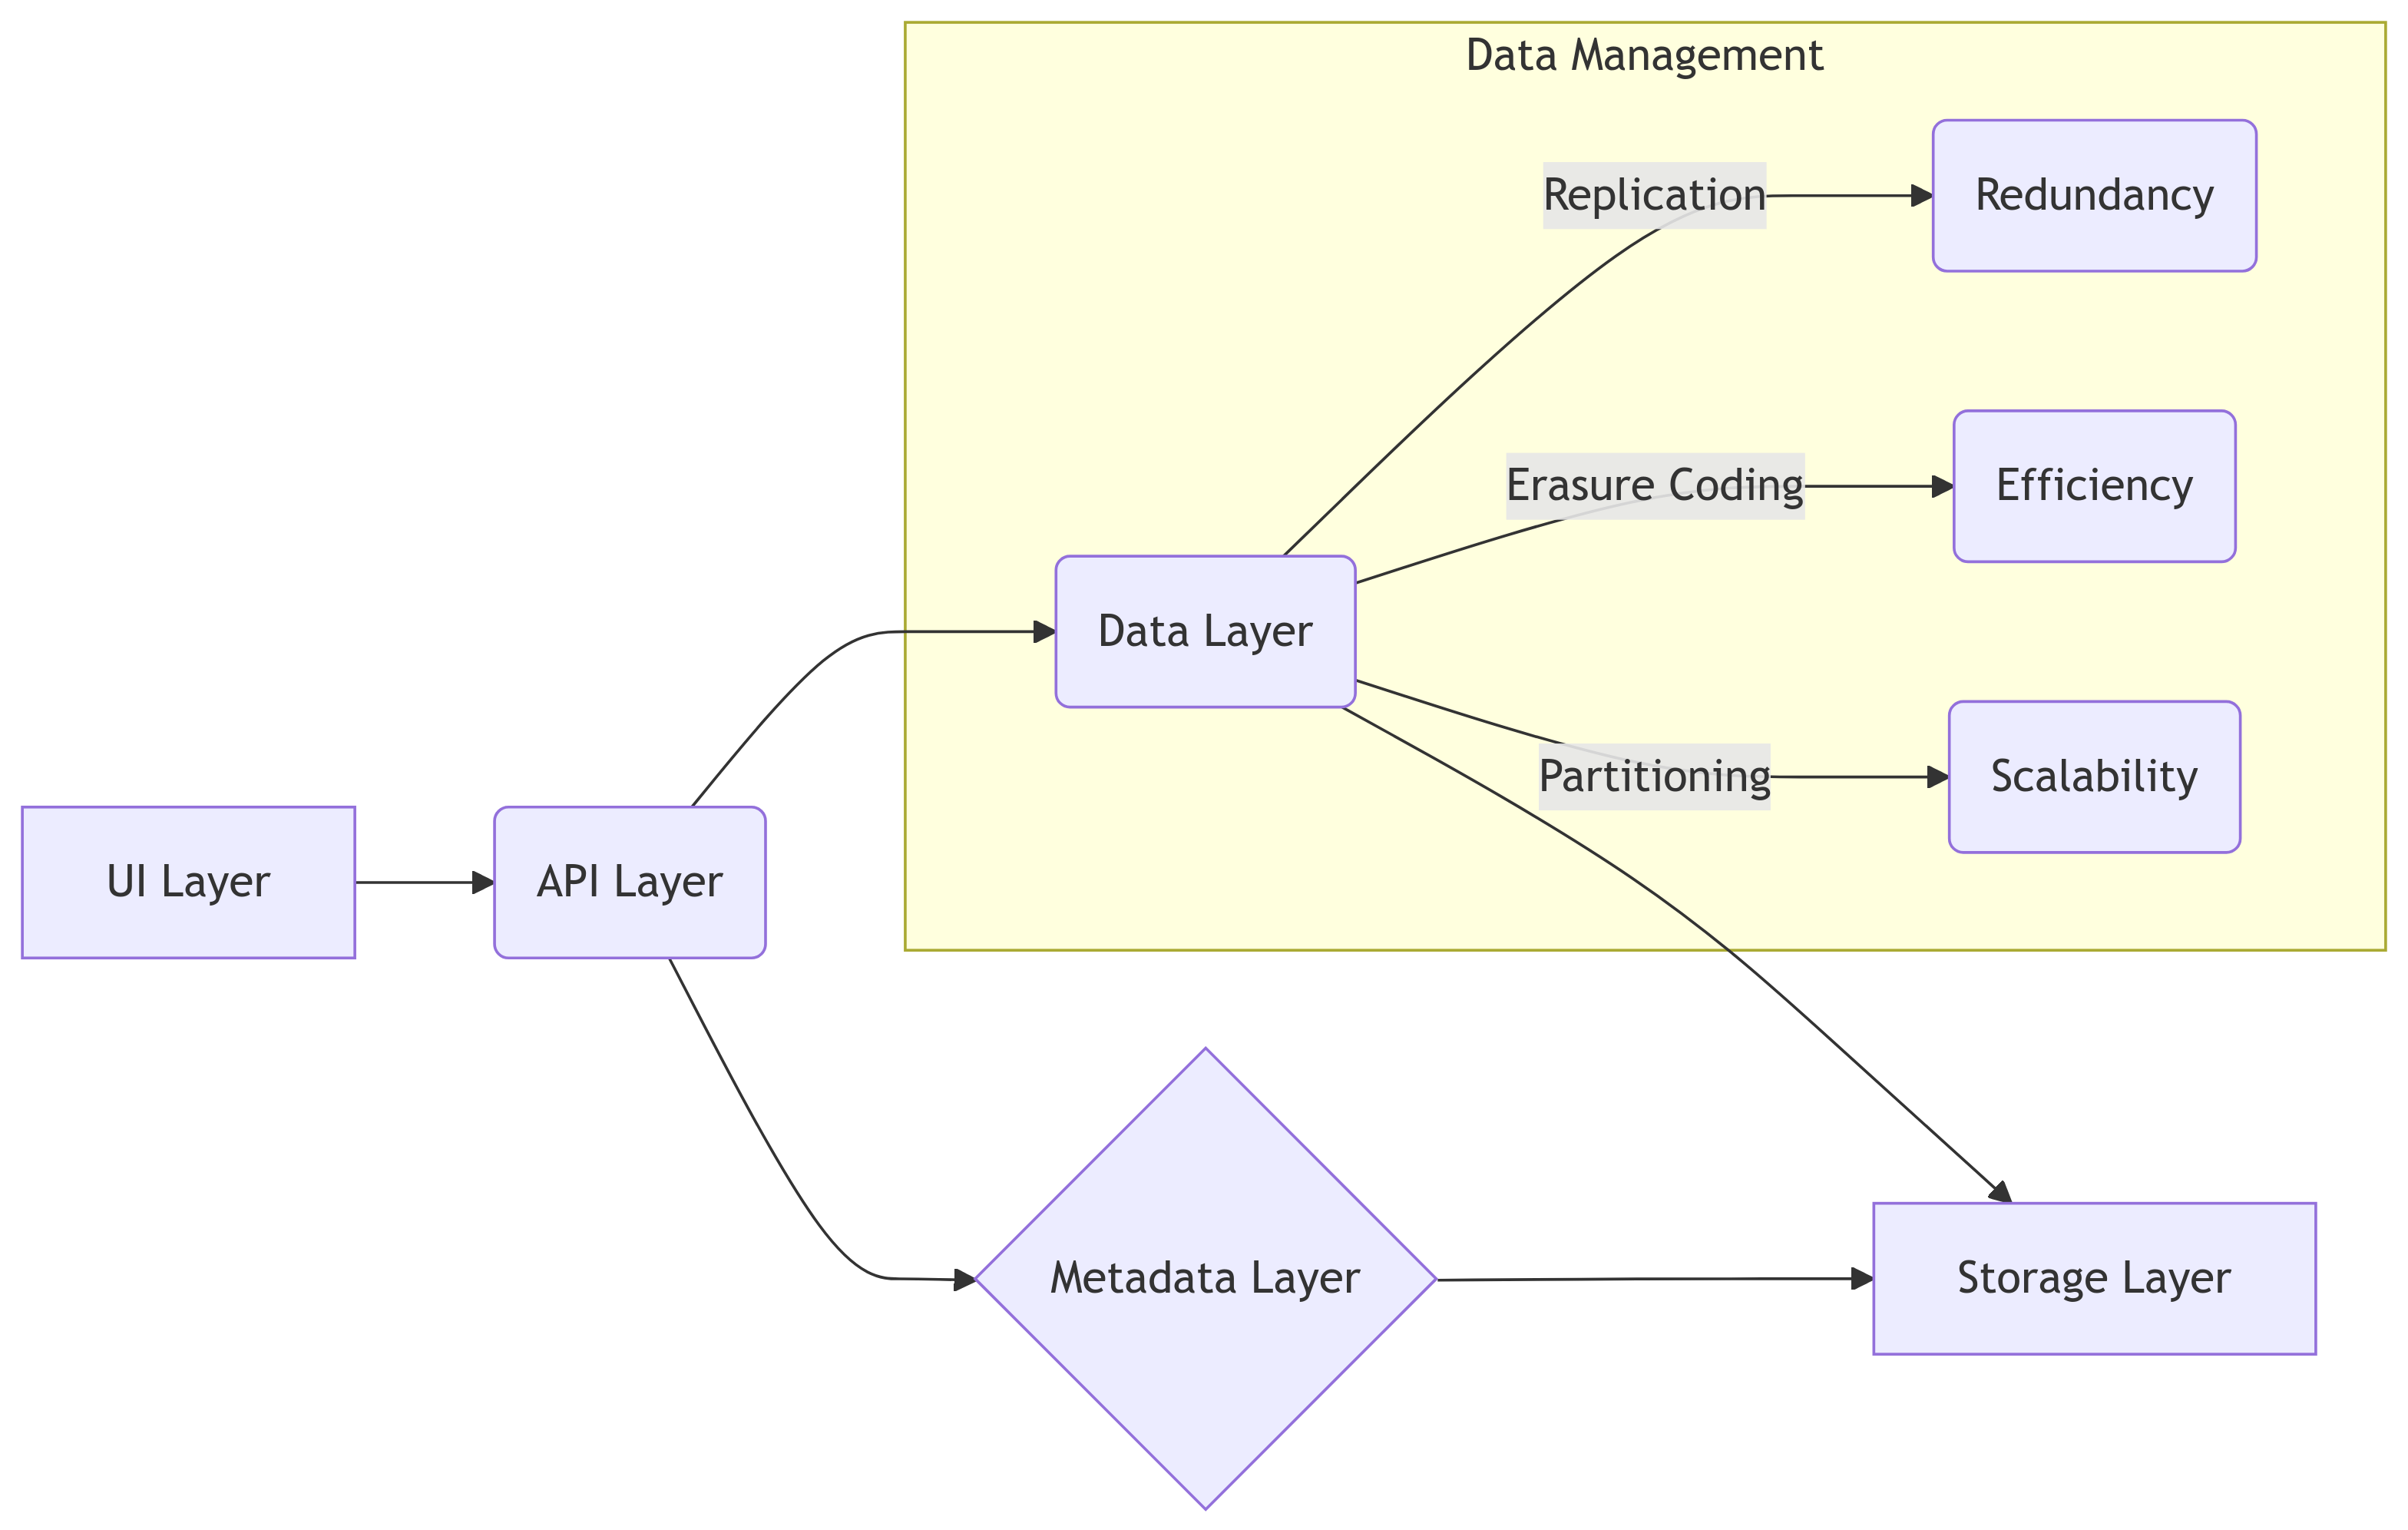 Data Management
Replication
Redundancy
Erasure Coding
Efficiency
Data Layer
Partitioning
Scalability
UI Layer
API Layer
Metadata Layer
Storage Layer